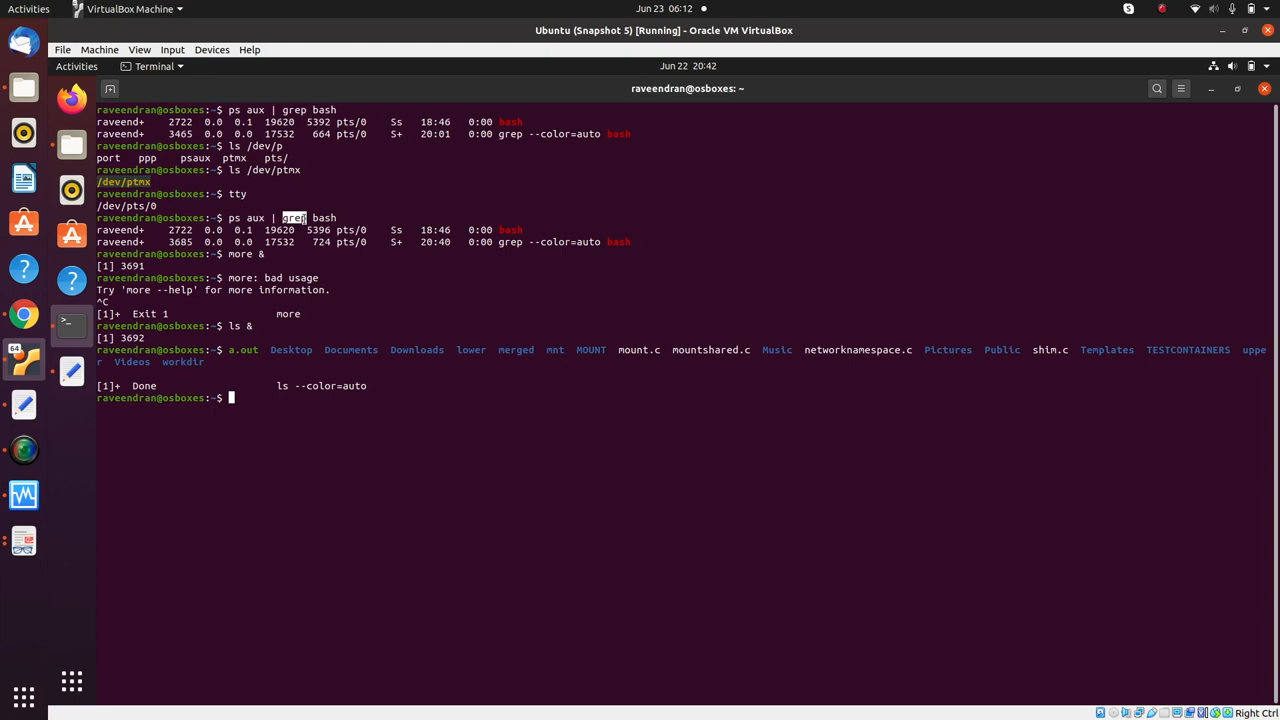 Activities VirtualBox Machine Jun 23 06:12
Ubuntu (Snapshot 5) [Running] - Oracle VM VirtualBox
File Machine View Input Devices Help
Activities Terminal Jun 22 20:42
raveendran@osboxes: ~
raveendran@osboxes:~$ ps aux | grep bash
raveend+ 2722 0.0 0.1 19620 5392 pts/0 Ss 18:46 0:00 bash
raveend+ 3465 0.0 0.0 17532 664 pts/0 S+ 20:01 0:00 grep --color=auto bash
raveendran@osboxes:~$ ls /dev/p
port ppp psaux ptmx pts/
raveendran@osboxes:~$ ls /dev/ptmx
/dev/ptmx
raveendran@osboxes:~$ tty
/dev/pts/0
raveendran@osboxes:~$ ps aux | grep bash
raveend+ 2722 0.0 0.1 19620 5396 pts/0 Ss 18:46 0:00 bash
raveend+ 3685 0.0 0.0 17532 724 pts/0 S+ 20:40 0:00 grep --color=auto bash
raveendran@osboxes:~$ more &
[1] 3691
raveendran@osboxes:~$ more: bad usage
Try 'more --help' for more information.
^C
[1]+ Exit 1 more
raveendran@osboxes:~$ ls &
[1] 3692
raveendran@osboxes:~$ a.out Desktop Documents Downloads lower merged mnt MOUNT mount.c mountshared.c Music networknamespace.c Pictures Public shim.c Templates TESTCONTAINERS uppe
r Videos workdir
[1]+ Done ls --color=auto
raveendran@osboxes:~$
64
Right Ctrl